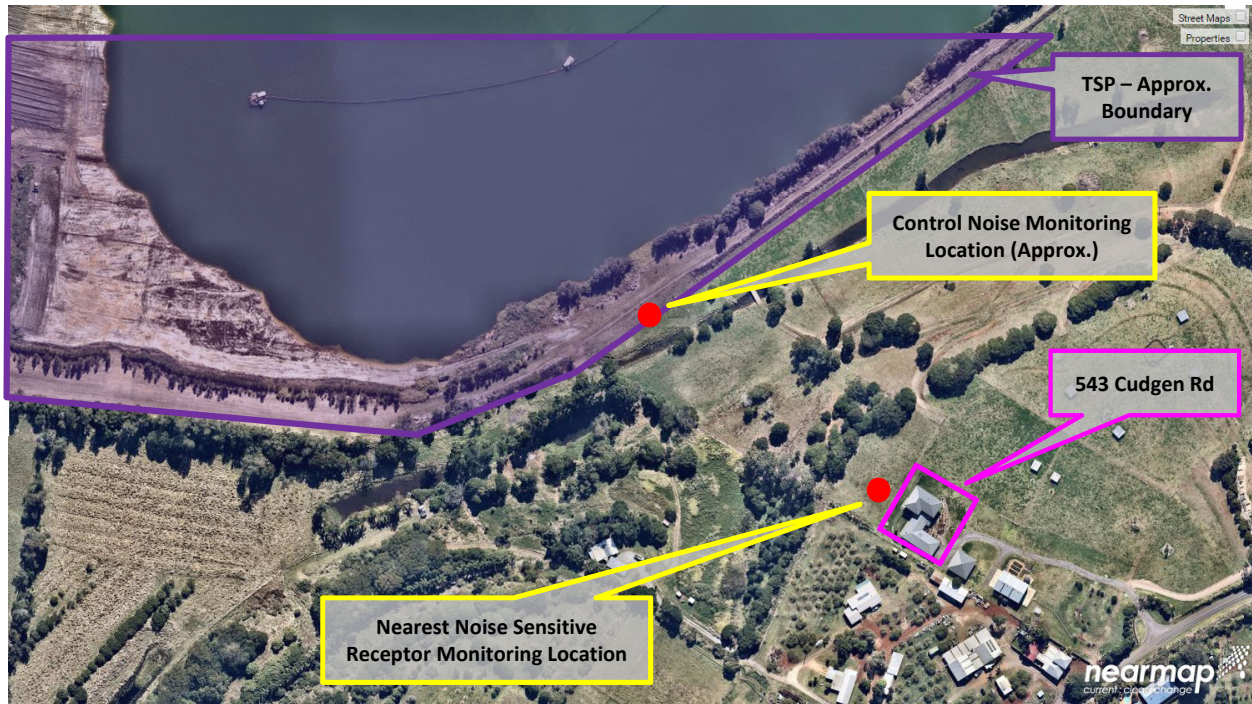 Street Maps
Properties
TSP – Approx.
Boundary
Control Noise Monitoring
Location (Approx.)
543 Cudgen Rd
Nearest Noise Sensitive
Receptor Monitoring Location
nearmap
current : clear : change